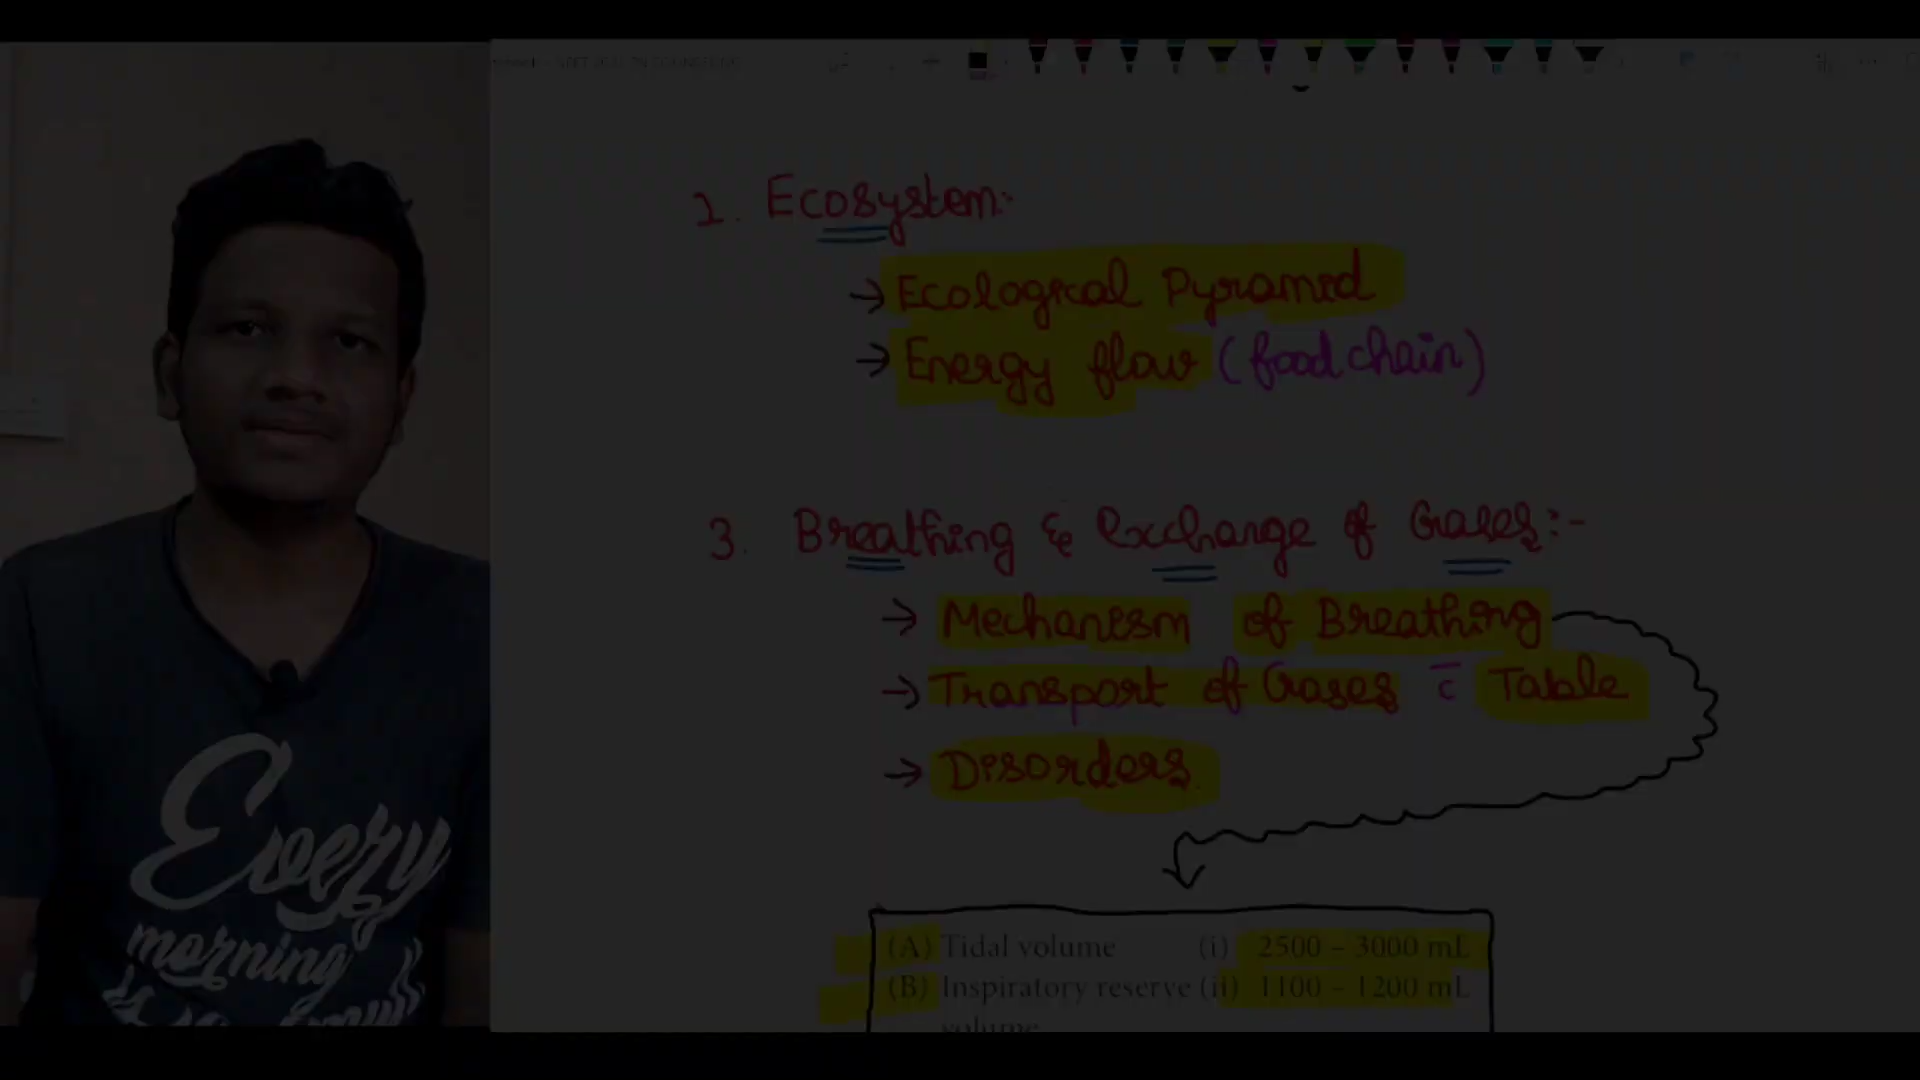 1. Ecosystem:-
→ Ecological Pyramid
→ Energy flow (food chain)
3. Breathing & Exchange of Gases:-
→ Mechanism of Breathing
→ Transport of Gases c̅ Table
→ Disorders.
(A) Tidal volume (i) 2500 – 3000 mL
(B) Inspiratory reserve (ii) 1100 – 1200 mL
volume
Every
morning